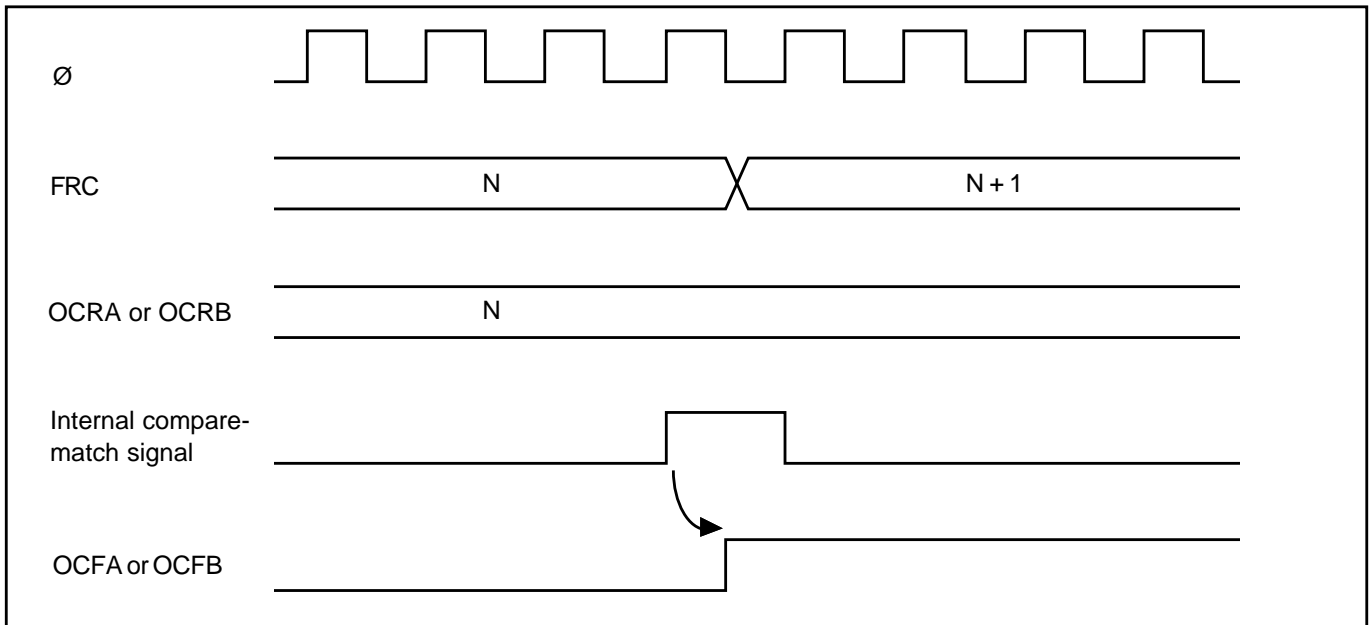 Ø
FRC
N
N + 1
OCRA or OCRB
N
Internal compare-
match signal
OCFA or OCFB